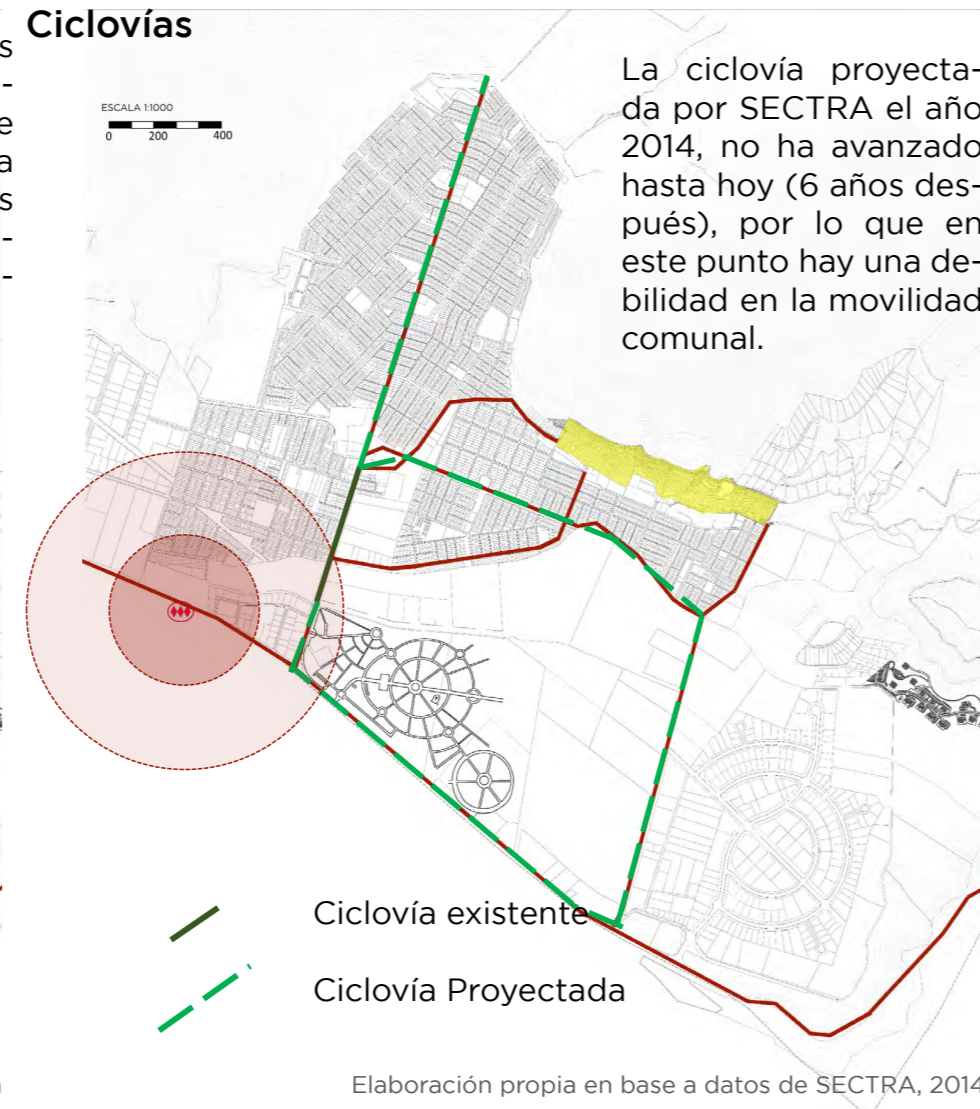 Ciclovías
s
-
e
a
s
-
-
ESCALA 1:1000
0 200 400
La ciclovía proyecta-
da por SECTRA el año
2014, no ha avanzado
hasta hoy (6 años des-
pués), por lo que en
este punto hay una de-
bilidad en la movilidad
comunal.
Ciclovía existente
Ciclovía Proyectada
Elaboración propia en base a datos de SECTRA, 2014